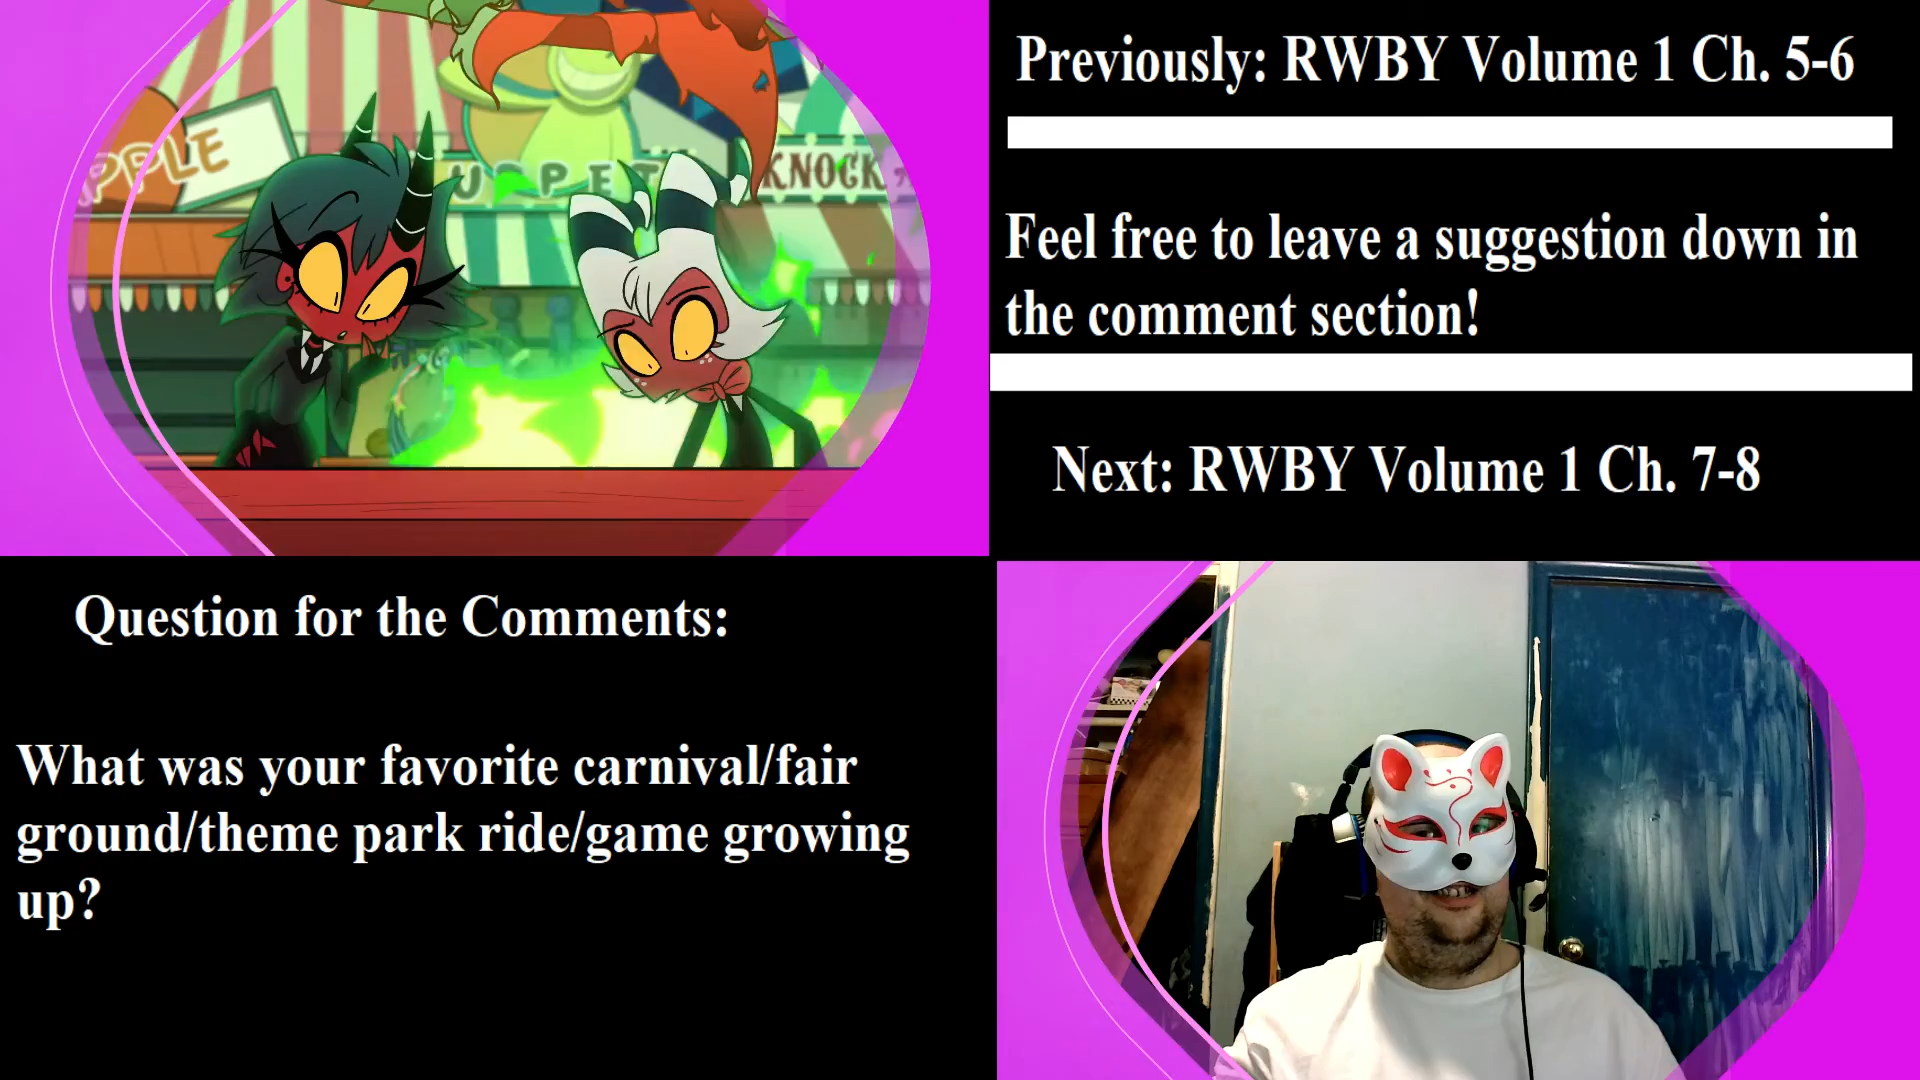 Previously: RWBY Volume 1 Ch. 5-6
Feel free to leave a suggestion down in
the comment section!
Next: RWBY Volume 1 Ch. 7-8
PPLE
UPPET
KNOCK
Question for the Comments:
What was your favorite carnival/fair
ground/theme park ride/game growing
up?